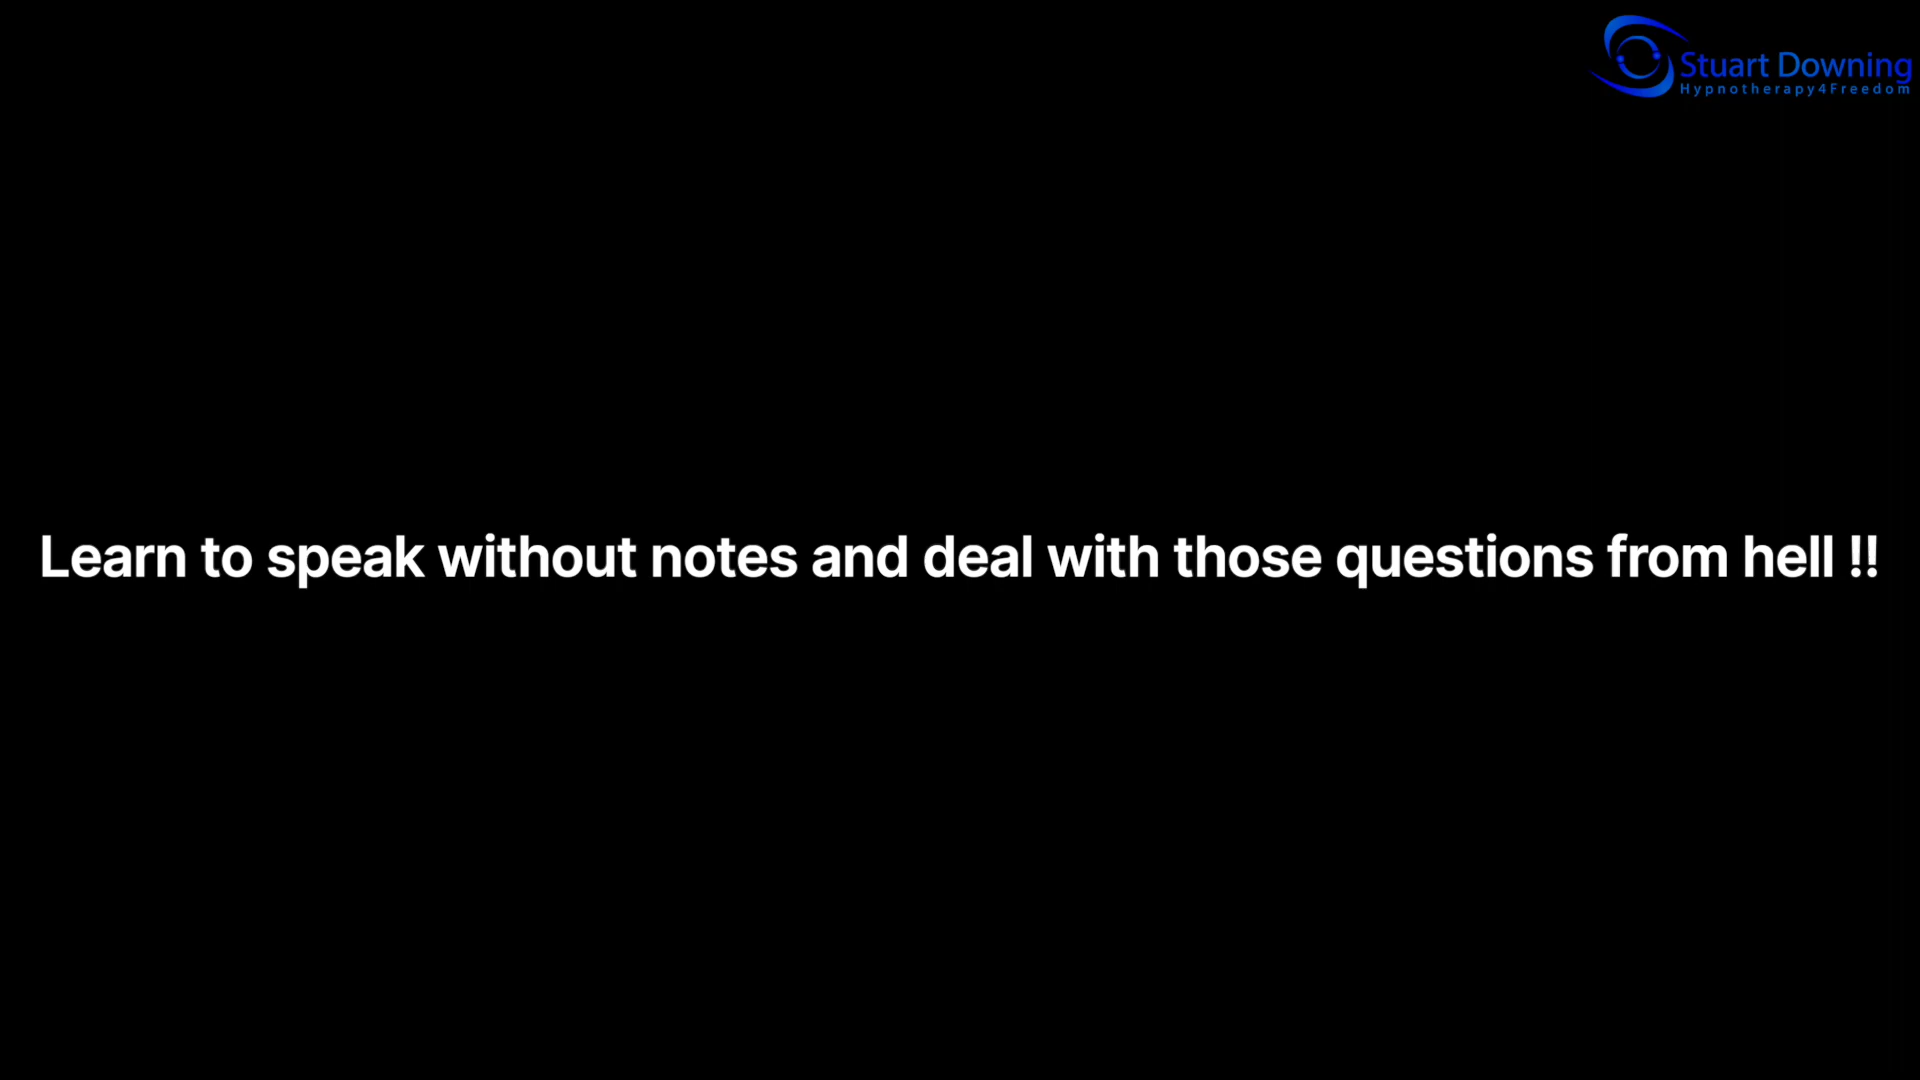 Stuart Downing
Hypnotherapy4Freedom
Learn to speak without notes and deal with those questions from hell !!